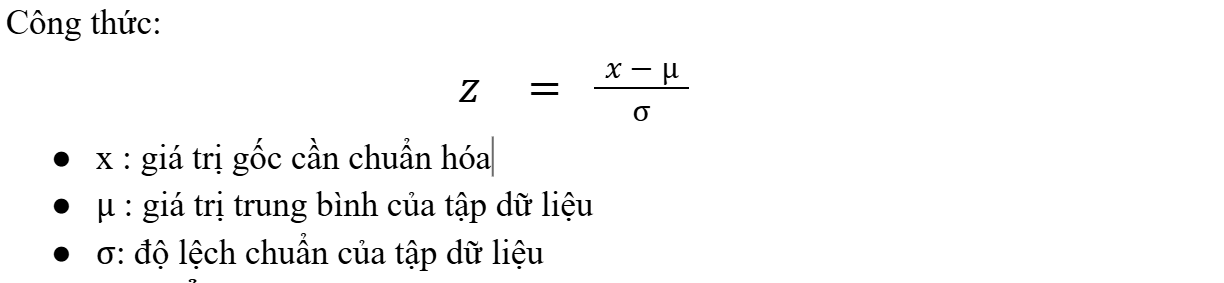 Công thức:
z = \frac{x - μ}{σ}
● x : giá trị gốc cần chuẩn hóa
● μ : giá trị trung bình của tập dữ liệu
● σ: độ lệch chuẩn của tập dữ liệu